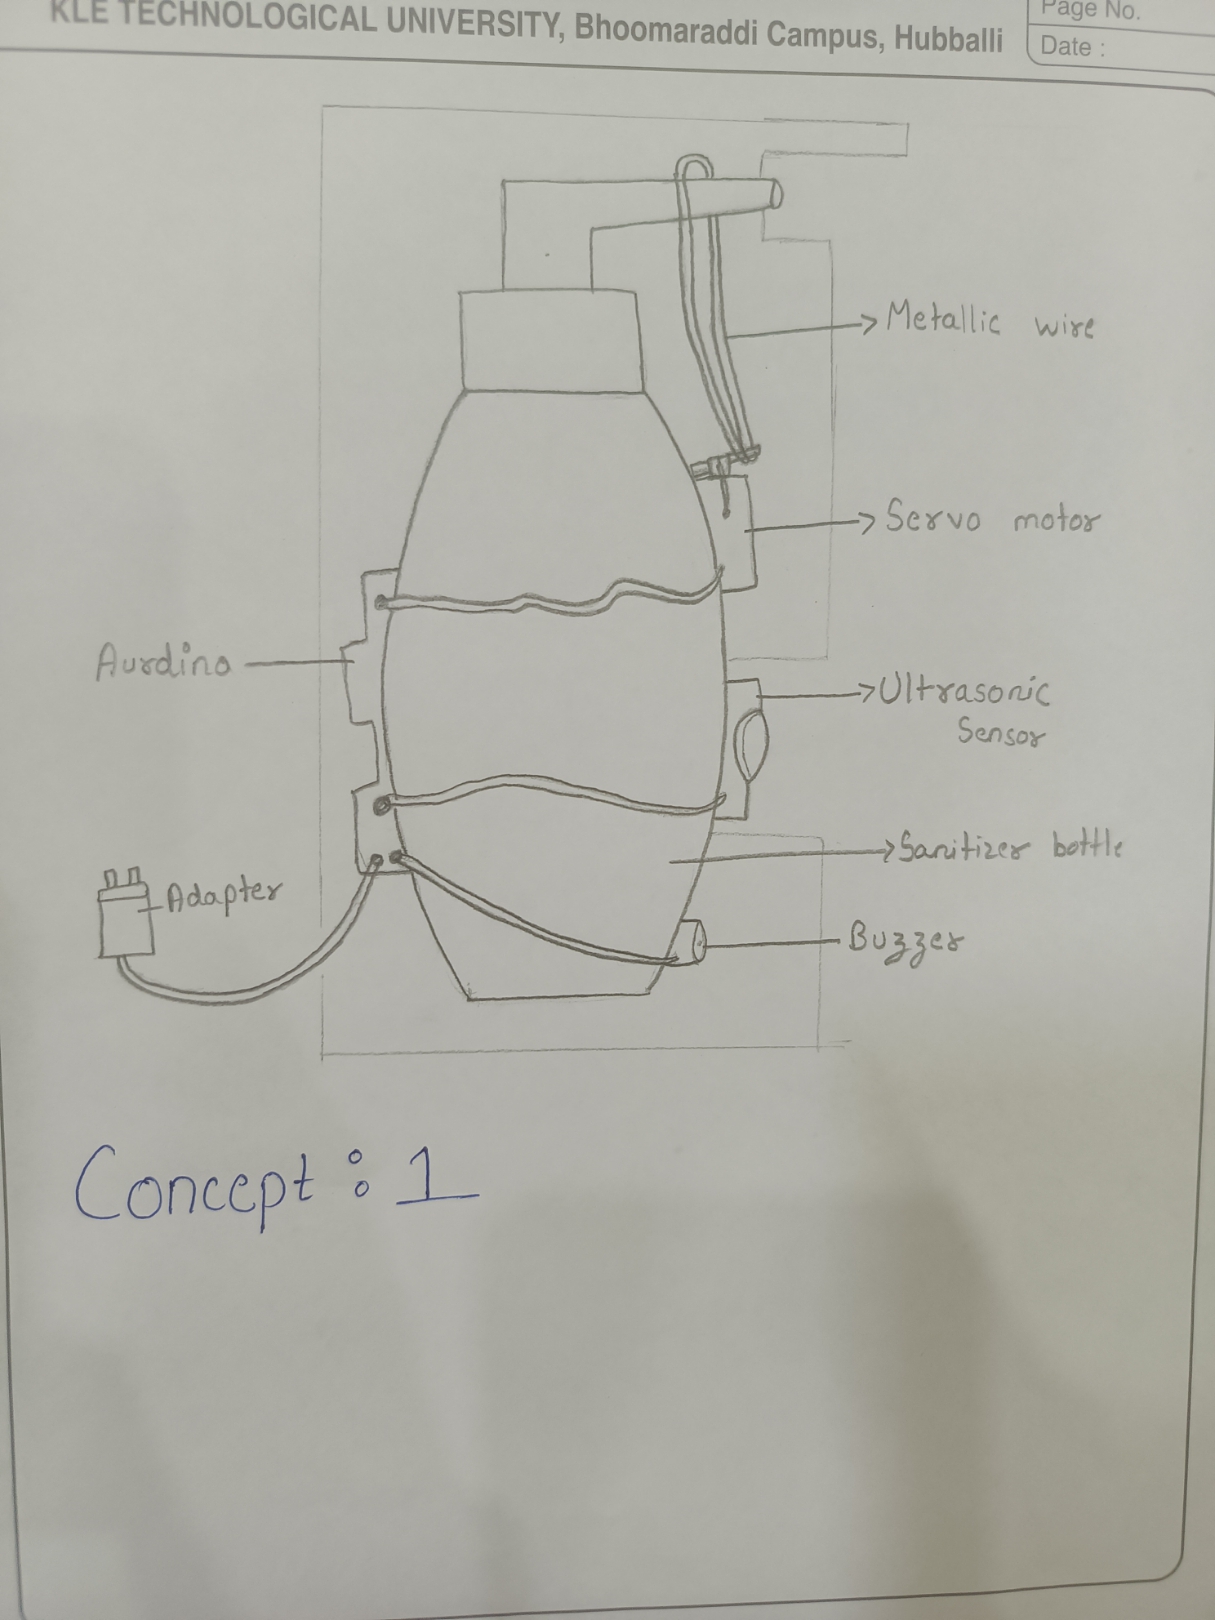 KLE TECHNOLOGICAL UNIVERSITY, Bhoomaraddi Campus, Hubballi
Page No.
Date :
Metallic wire
Servo motor
Aurdino
Ultrasonic
Sensor
Sanitizer bottle
Adapter
Buzzer
Concept : 1